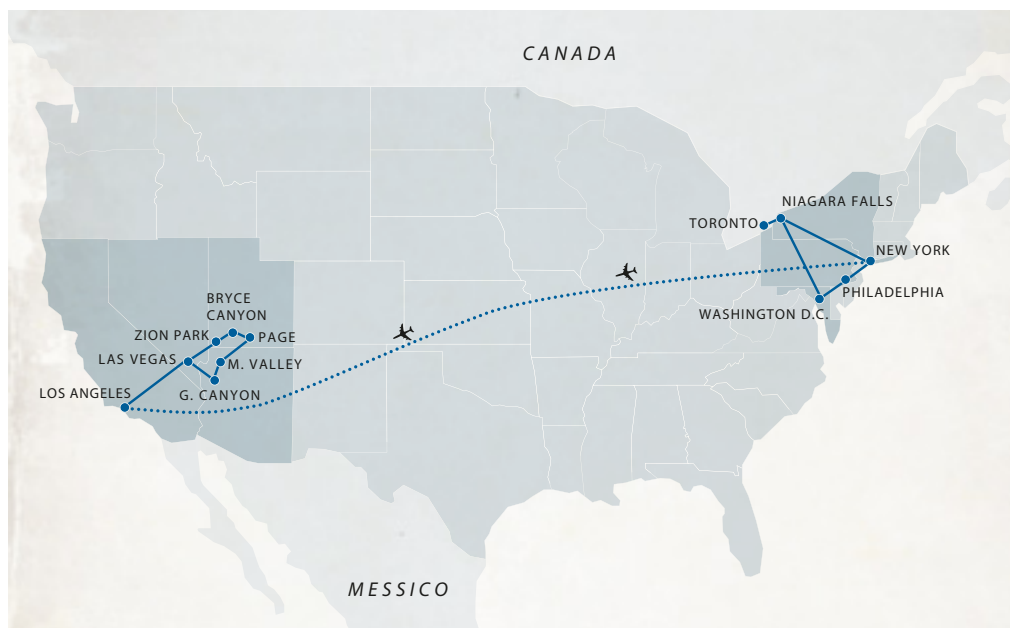 CANADA
NIAGARA FALLS
TORONTO
NEW YORK
PHILADELPHIA
WASHINGTON D.C.
BRYCE
CANYON
ZION PARK
PAGE
LAS VEGAS
M. VALLEY
LOS ANGELES
G. CANYON
MESSICO